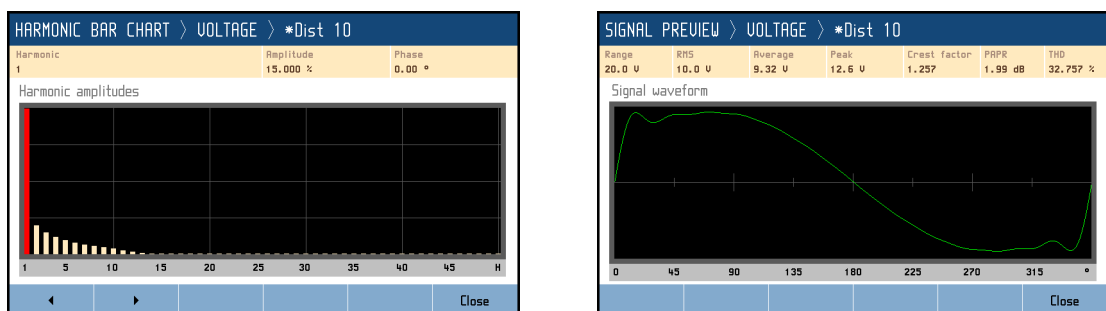 HARMONIC BAR CHART > VOLTAGE > *Dist 10
Harmonic Amplitude Phase
1 15.000 % 0.00 °
Harmonic amplitudes
1 5 10 15 20 25 30 35 40 45 H
Close
SIGNAL PREVIEW > VOLTAGE > *Dist 10
Range RMS Average Peak Crest factor PAPR THD
20.0 V 10.0 V 9.32 V 12.6 V 1.257 1.99 dB 32.757 %
Signal waveform
0 45 90 135 180 225 270 315 °
Close